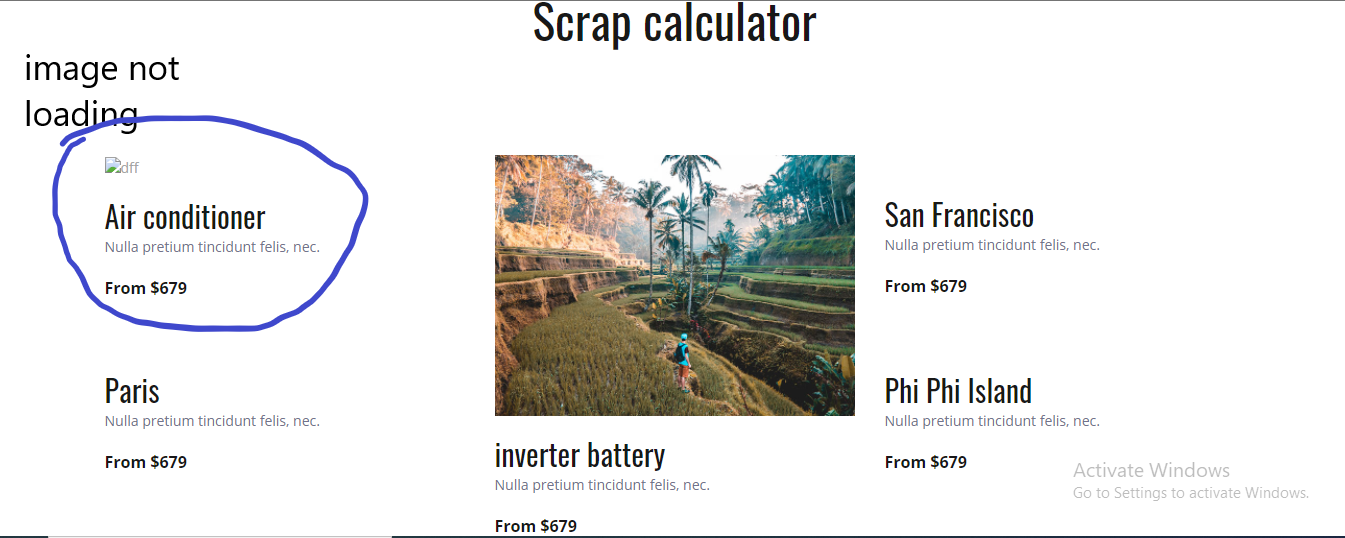 Scrap calculator
image not
loading
dff
Air conditioner
Nulla pretium tincidunt felis, nec.
From $679
San Francisco
Nulla pretium tincidunt felis, nec.
From $679
Paris
Nulla pretium tincidunt felis, nec.
From $679
inverter battery
Nulla pretium tincidunt felis, nec.
From $679
Phi Phi Island
Nulla pretium tincidunt felis, nec.
From $679
Activate Windows
Go to Settings to activate Windows.